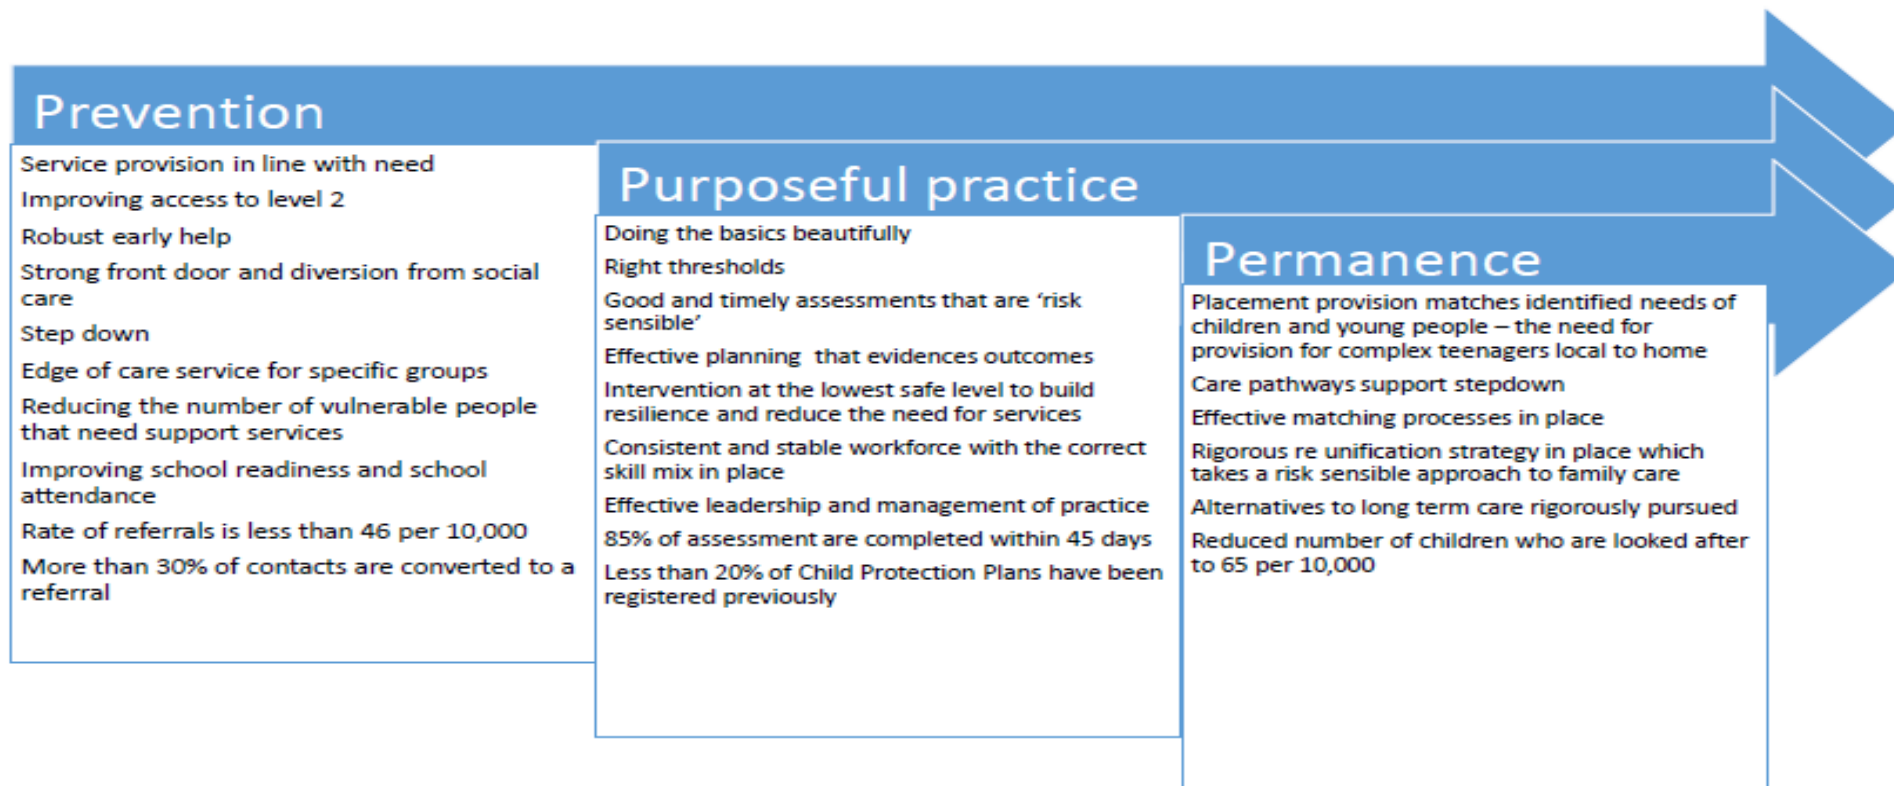 Prevention
Service provision in line with need
Improving access to level 2
Robust early help
Strong front door and diversion from social
care
Step down
Edge of care service for specific groups
Reducing the number of vulnerable people
that need support services
Improving school readiness and school
attendance
Rate of referrals is less than 46 per 10,000
More than 30% of contacts are converted to a
referral
Purposeful practice
Doing the basics beautifully
Right thresholds
Good and timely assessments that are ‘risk
sensible’
Effective planning  that evidences outcomes
Intervention at the lowest safe level to build
resilience and reduce the need for services
Consistent and stable workforce with the correct
skill mix in place
Effective leadership and management of practice
85% of assessment are completed within 45 days
Less than 20% of Child Protection Plans have been
registered previously
Permanence
Placement provision matches identified needs of
children and young people – the need for
provision for complex teenagers local to home
Care pathways support stepdown
Effective matching processes in place
Rigorous re unification strategy in place which
takes a risk sensible approach to family care
Alternatives to long term care rigorously pursued
Reduced number of children who are looked after
to 65 per 10,000